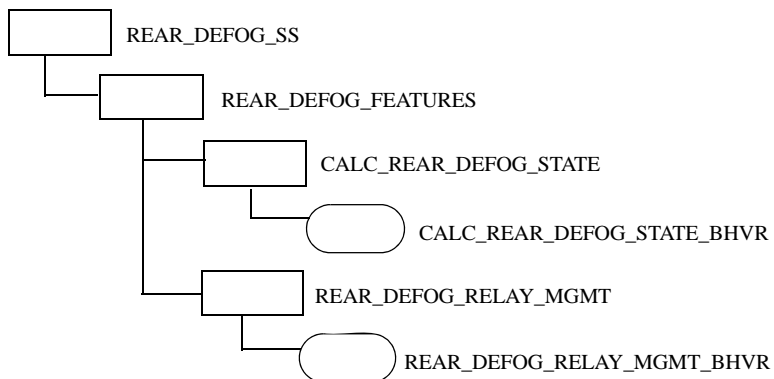 REAR_DEFOG_SS
REAR_DEFOG_FEATURES
CALC_REAR_DEFOG_STATE
CALC_REAR_DEFOG_STATE_BHVR
REAR_DEFOG_RELAY_MGMT
REAR_DEFOG_RELAY_MGMT_BHVR